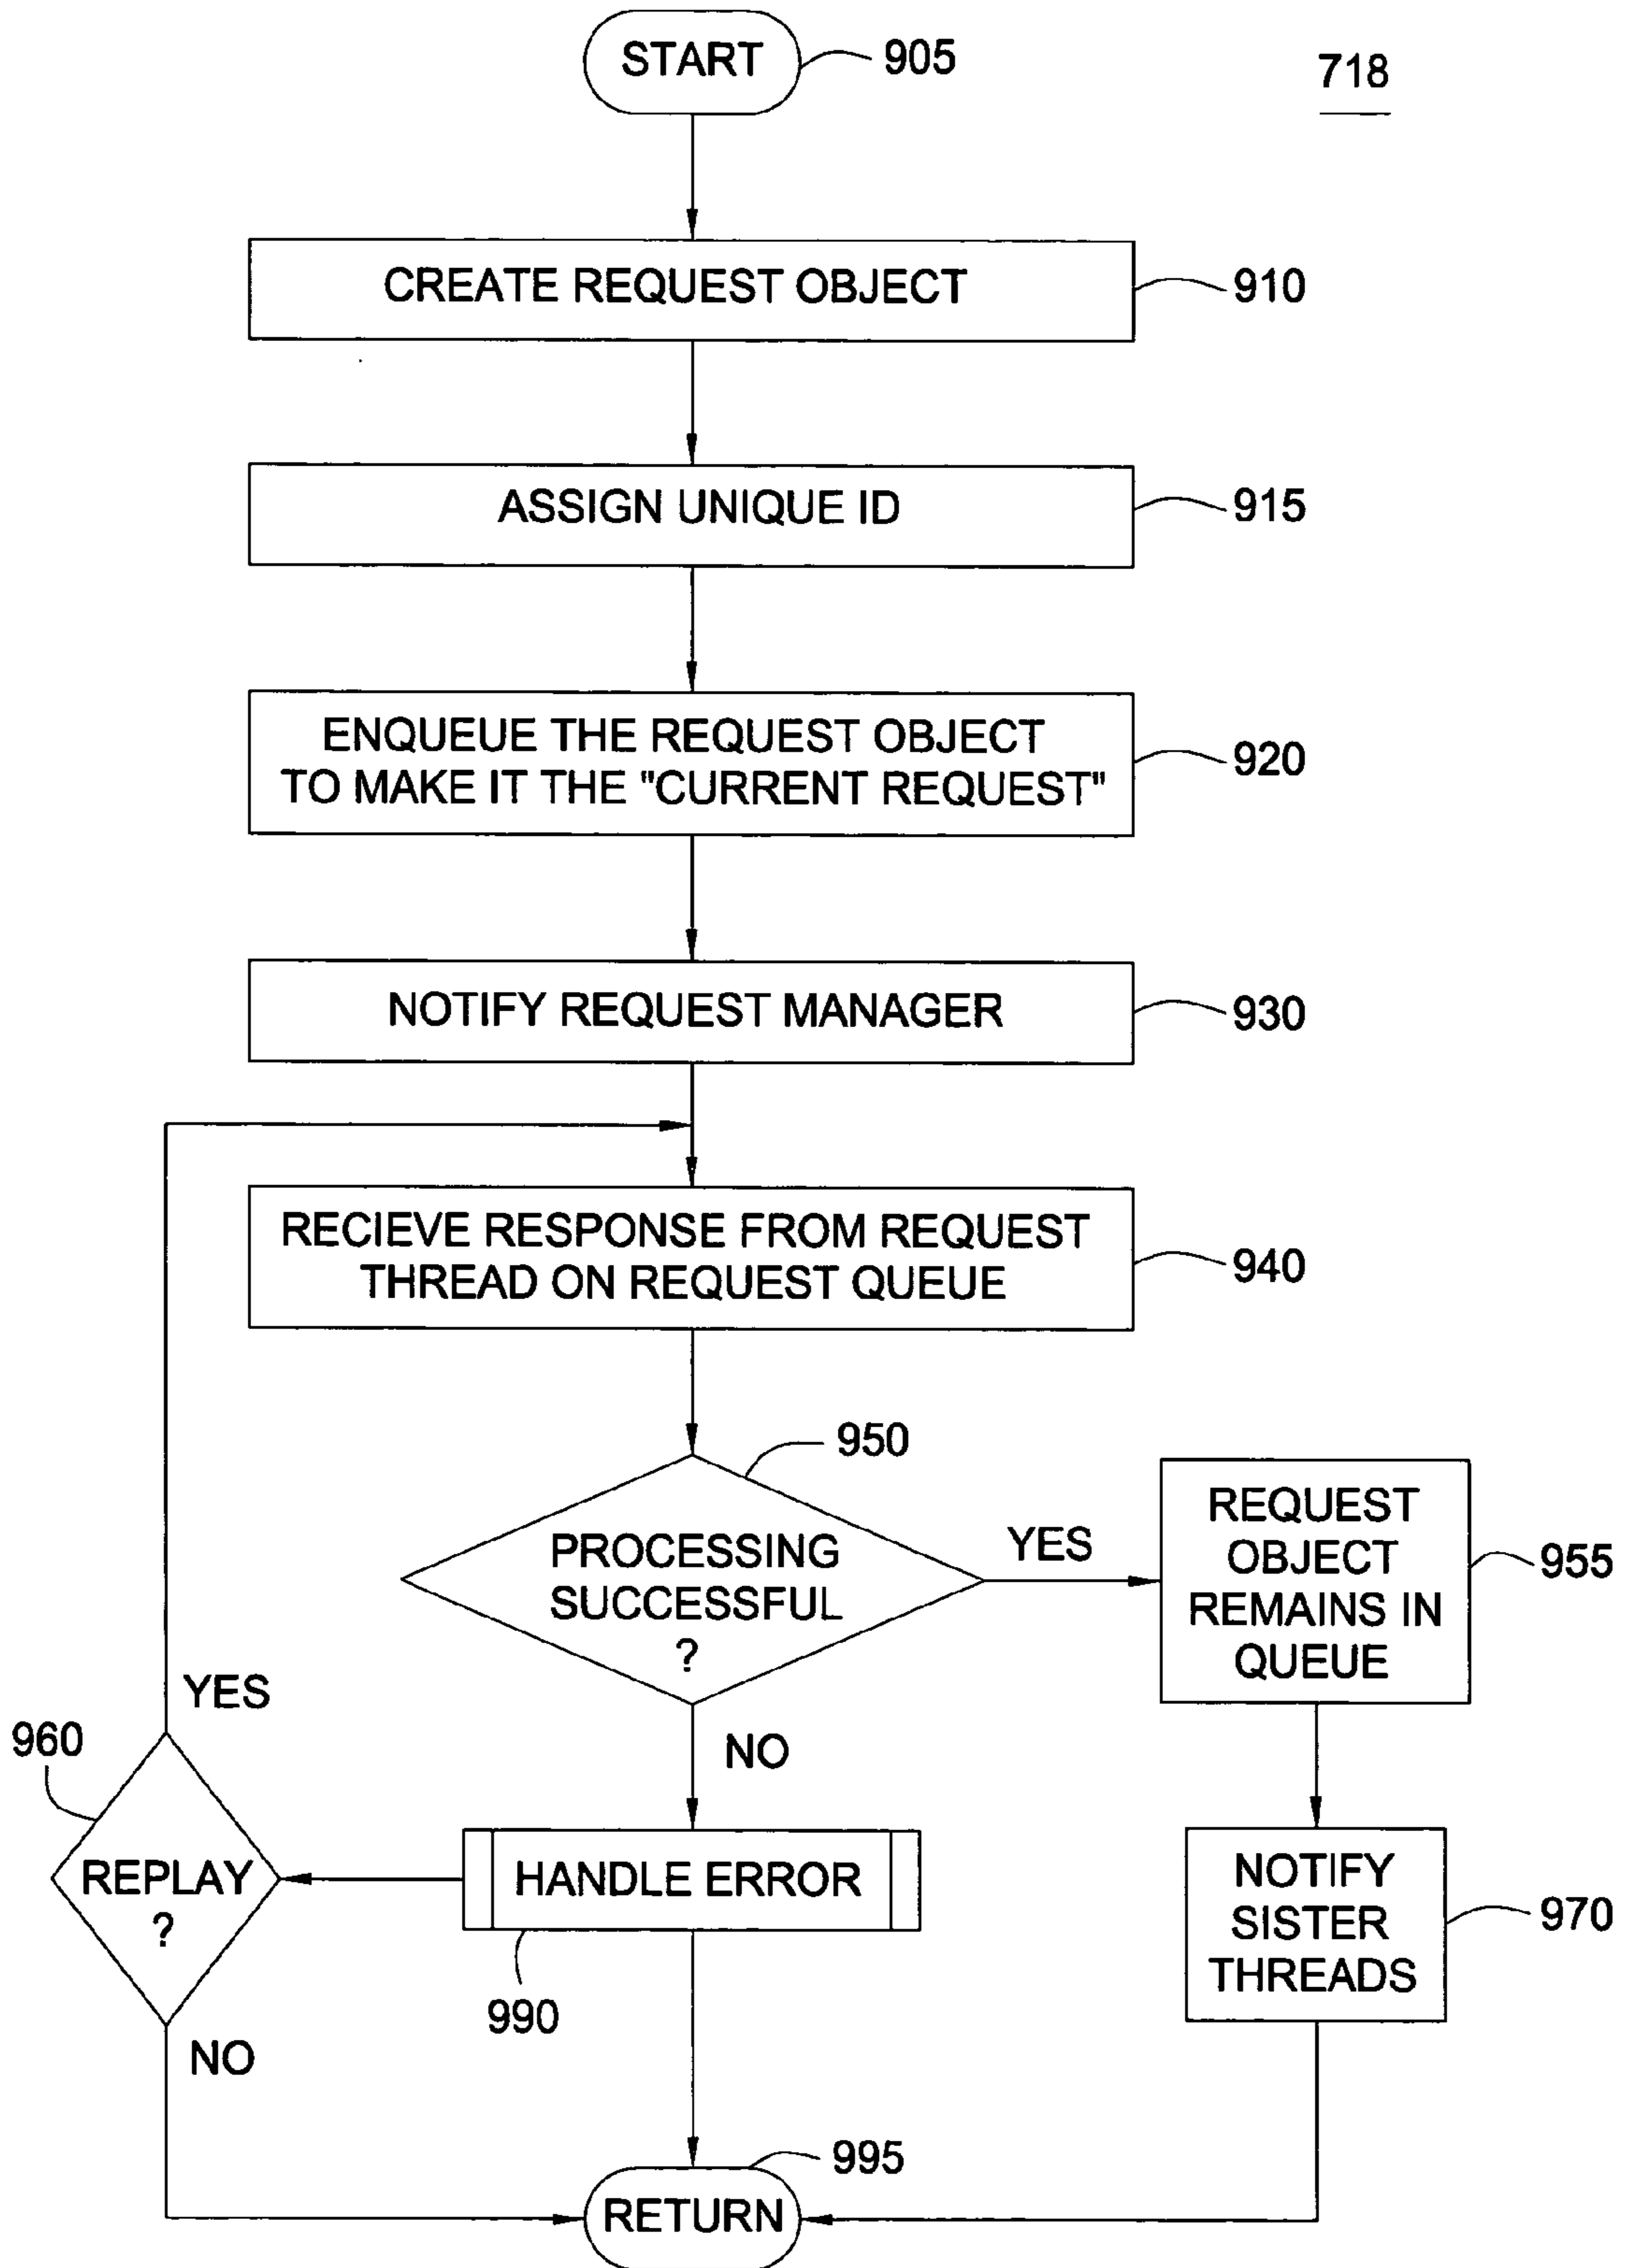 START
905
718
CREATE REQUEST OBJECT
910
ASSIGN UNIQUE ID
915
ENQUEUE THE REQUEST OBJECT
TO MAKE IT THE "CURRENT REQUEST"
920
NOTIFY REQUEST MANAGER
930
RECIEVE RESPONSE FROM REQUEST
THREAD ON REQUEST QUEUE
940
950
PROCESSING
SUCCESSFUL
?
YES
REQUEST
OBJECT
REMAINS IN
QUEUE
955
NO
YES
960
REPLAY
?
HANDLE ERROR
990
NOTIFY
SISTER
THREADS
970
NO
995
RETURN